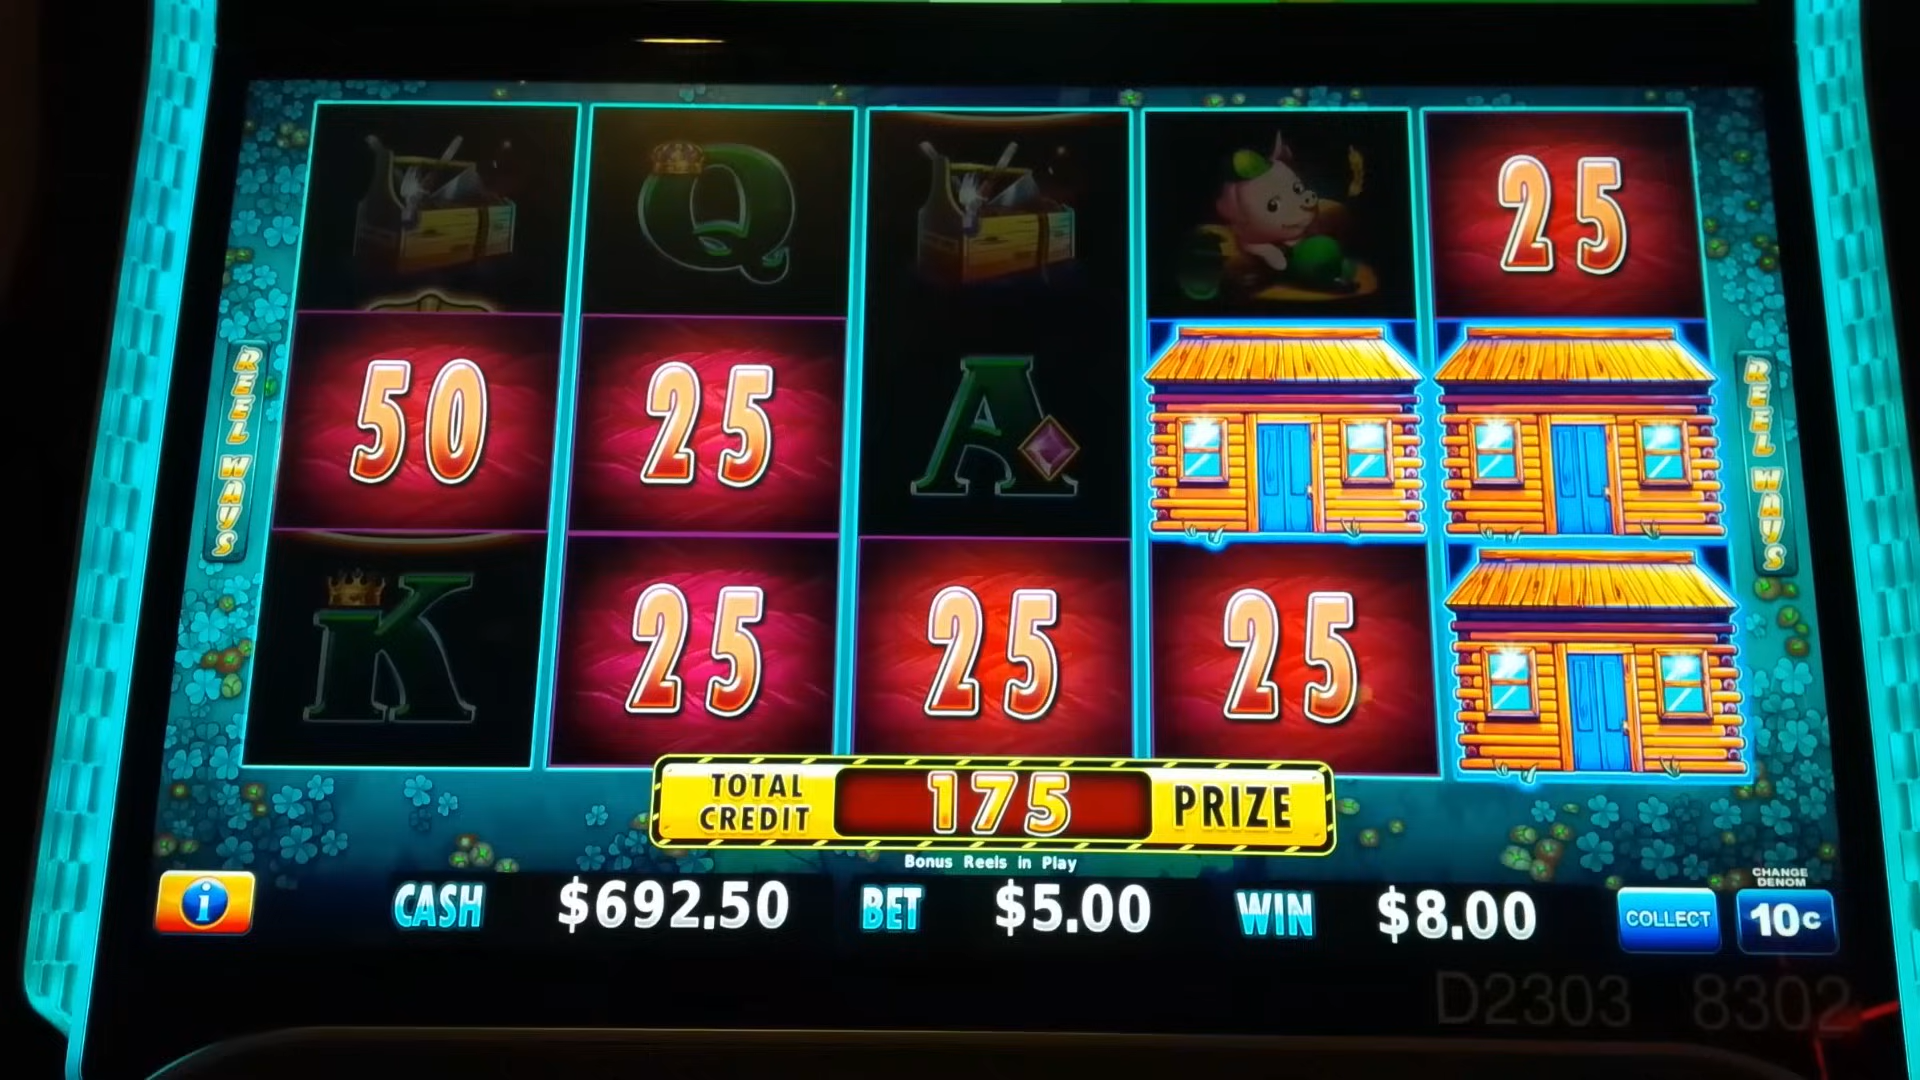 Q
25
50
25
A
K
25
25
25
REEL WAYS
REEL WAYS
TOTAL CREDIT 175 PRIZE
Bonus Reels in Play
i
CASH $692.50 BET $5.00 WIN $8.00
COLLECT
CHANGE DENOM
10¢
D2303 8302